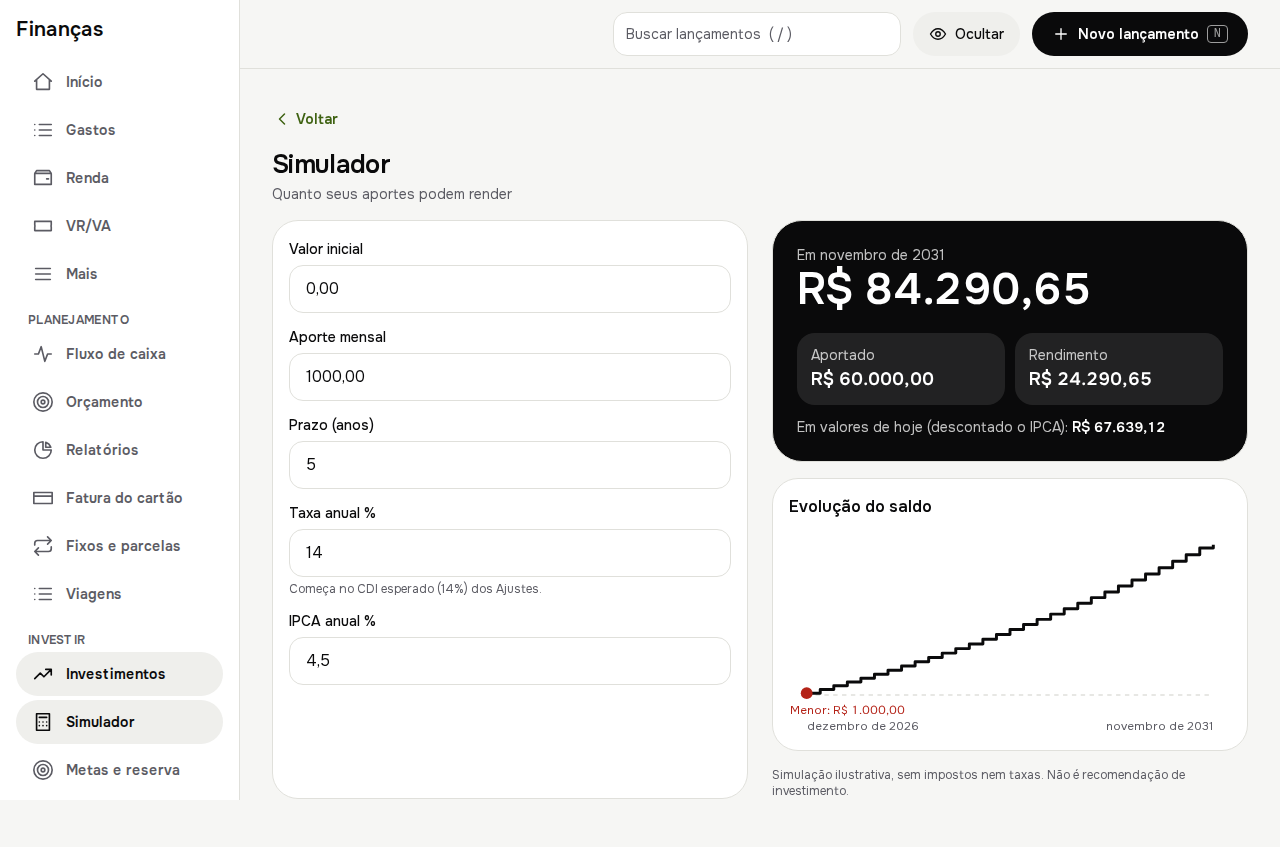 Finanças
Buscar lançamentos ( / )
Ocultar
Novo lançamento N
Início
Gastos
Renda
VR/VA
Mais
PLANEJAMENTO
Fluxo de caixa
Orçamento
Relatórios
Fatura do cartão
Fixos e parcelas
Viagens
INVESTIR
Investimentos
Simulador
Metas e reserva
Voltar
Simulador
Quanto seus aportes podem render
Valor inicial
0,00
Aporte mensal
1000,00
Prazo (anos)
5
Taxa anual %
14
Começa no CDI esperado (14%) dos Ajustes.
IPCA anual %
4,5
Em novembro de 2031
R$ 84.290,65
Aportado
R$ 60.000,00
Rendimento
R$ 24.290,65
Em valores de hoje (descontado o IPCA): R$ 67.639,12
Evolução do saldo
Menor: R$ 1.000,00
dezembro de 2026
novembro de 2031
Simulação ilustrativa, sem impostos nem taxas. Não é recomendação de
investimento.